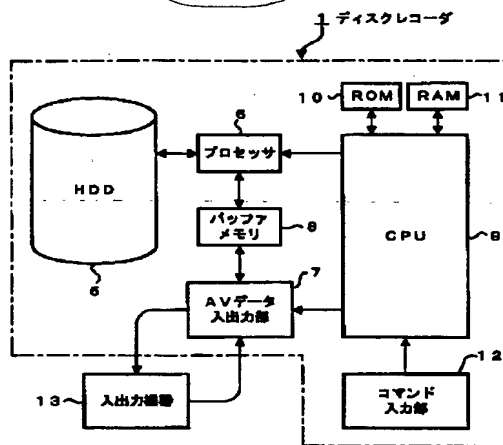 1 ディスクレコーダ
10 ROM RAM 11
6
プロセッサ
HDD
バッファ
メモリ
8
CPU
9
5
7
AVデータ
入出力部
12
13 入出力機器
コマンド
入力部